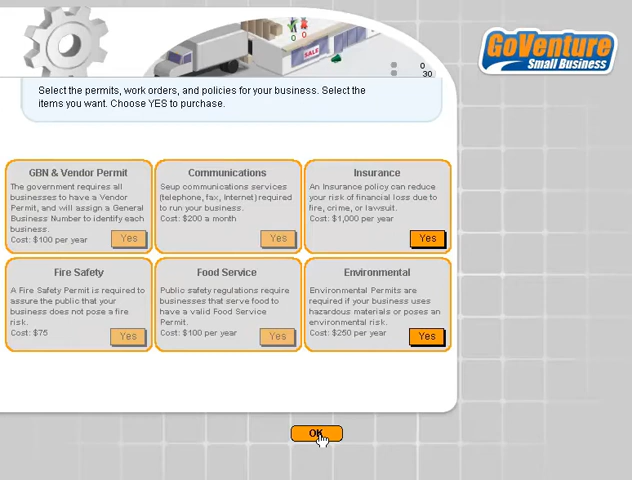 GoVenture
Small Business
SALE
0
30
Select the permits, work orders, and policies for your business. Select the
items you want. Choose YES to purchase.
GBN & Vendor Permit
The government requires all
businesses to have a Vendor
Permit, and will assign a General
Business Number to identify each
business.
Cost: $100 per year
Yes
Communications
Seup communications services
(telephone, fax, Internet) required
to run your business.
Cost: $200 a month
Yes
Insurance
An Insurance policy can reduce
your risk of financial loss due to
fire, crime, or lawsuit.
Cost: $1,000 per year
Yes
Fire Safety
A Fire Safety Permit is required to
assure the public that your
business does not pose a fire
risk.
Cost: $75
Yes
Food Service
Public safety regulations require
businesses that serve food to
have a valid Food Service
Permit.
Cost: $100 per year
Yes
Environmental
Environmental Permits are
required if your business uses
hazardous materials or poses an
environmental risk.
Cost: $250 per year
Yes
OK